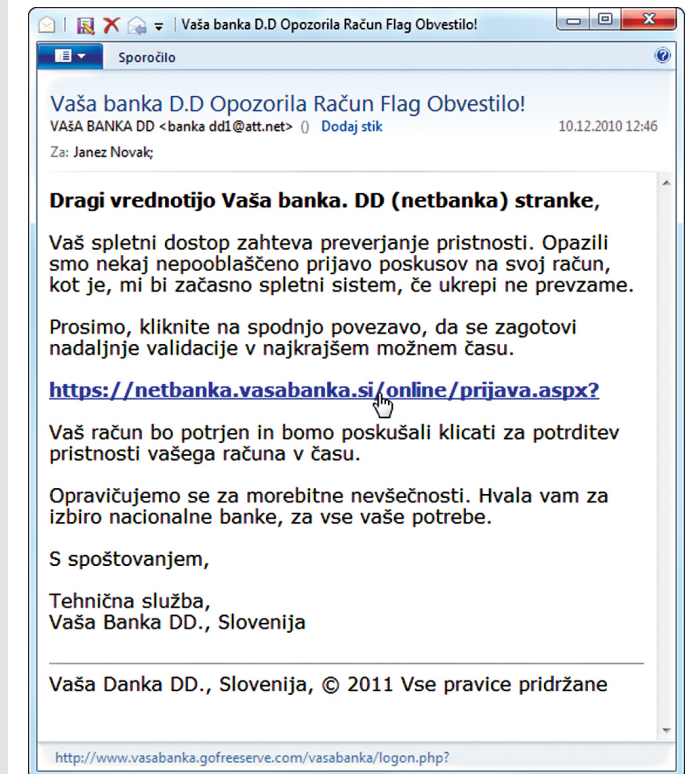 Vaša banka D.D Opozorila Račun Flag Obvestilo!
Sporočilo
Vaša banka D.D Opozorila Račun Flag Obvestilo!
VAšA BANKA DD <banka dd1@att.net> () Dodaj stik 10.12.2010 12:46
Za: Janez Novak;
Dragi vrednotijo Vaša banka. DD (netbanka) stranke,
Vaš spletni dostop zahteva preverjanje pristnosti. Opazili
smo nekaj nepooblaščeno prijavo poskusov na svoj račun,
kot je, mi bi začasno spletni sistem, če ukrepi ne prevzame.
Prosimo, kliknite na spodnjo povezavo, da se zagotovi
nadaljnje validacije v najkrajšem možnem času.
https://netbanka.vasabanka.si/online/prijava.aspx?
Vaš račun bo potrjen in bomo poskušali klicati za potrditev
pristnosti vašega računa v času.
Opravičujemo se za morebitne nevšečnosti. Hvala vam za
izbiro nacionalne banke, za vse vaše potrebe.
S spoštovanjem,
Tehnična služba,
Vaša Banka DD., Slovenija
Vaša Danka DD., Slovenija, © 2011 Vse pravice pridržane
http://www.vasabanka.gofreeserve.com/vasabanka/logon.php?